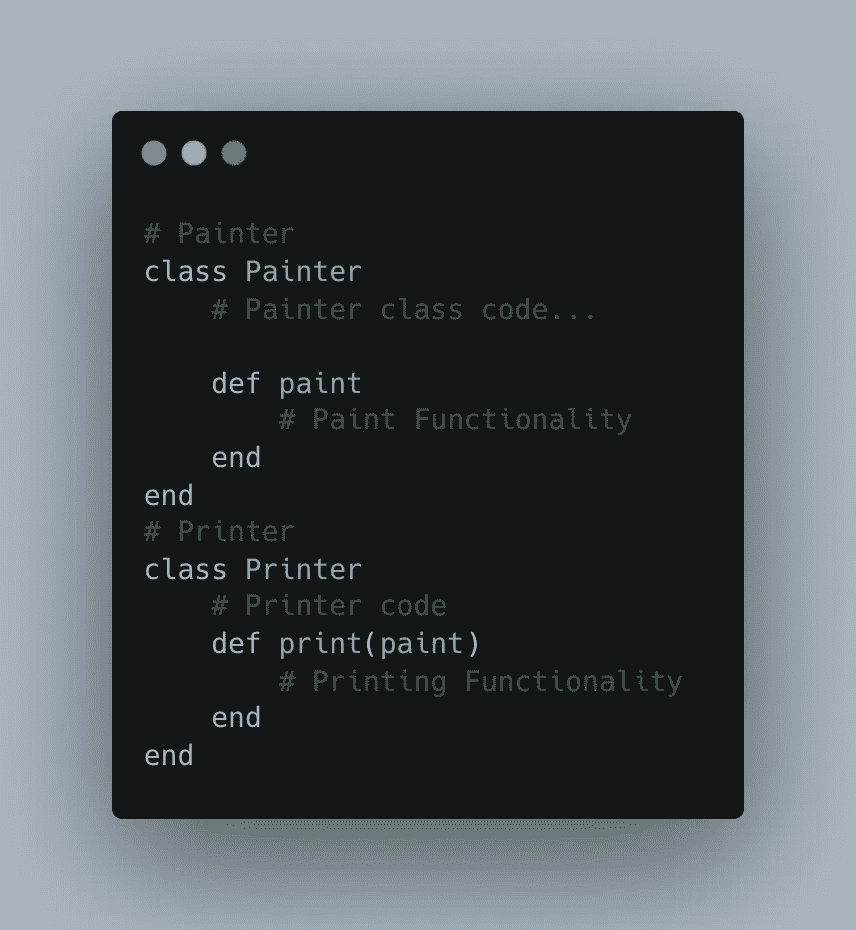 # Painter
class Painter
    # Painter class code...
    def paint
        # Paint Functionality
    end
end
# Printer
class Printer
    # Printer code
    def print(paint)
        # Printing Functionality
    end
end